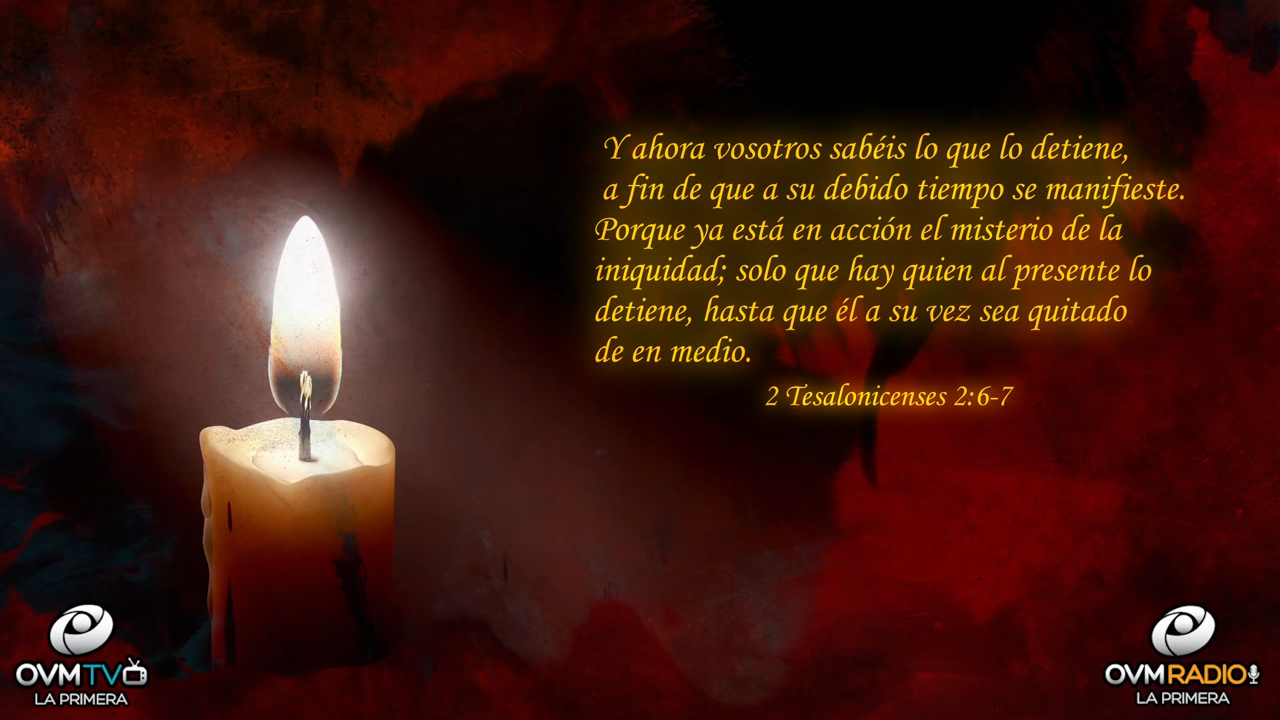 Y ahora vosotros sabéis lo que lo detiene,
a fin de que a su debido tiempo se manifieste.
Porque ya está en acción el misterio de la
iniquidad; solo que hay quien al presente lo
detiene, hasta que él a su vez sea quitado
de en medio.
2 Tesalonicenses 2:6-7
OVMTV
LA PRIMERA
OVMRADIO
LA PRIMERA